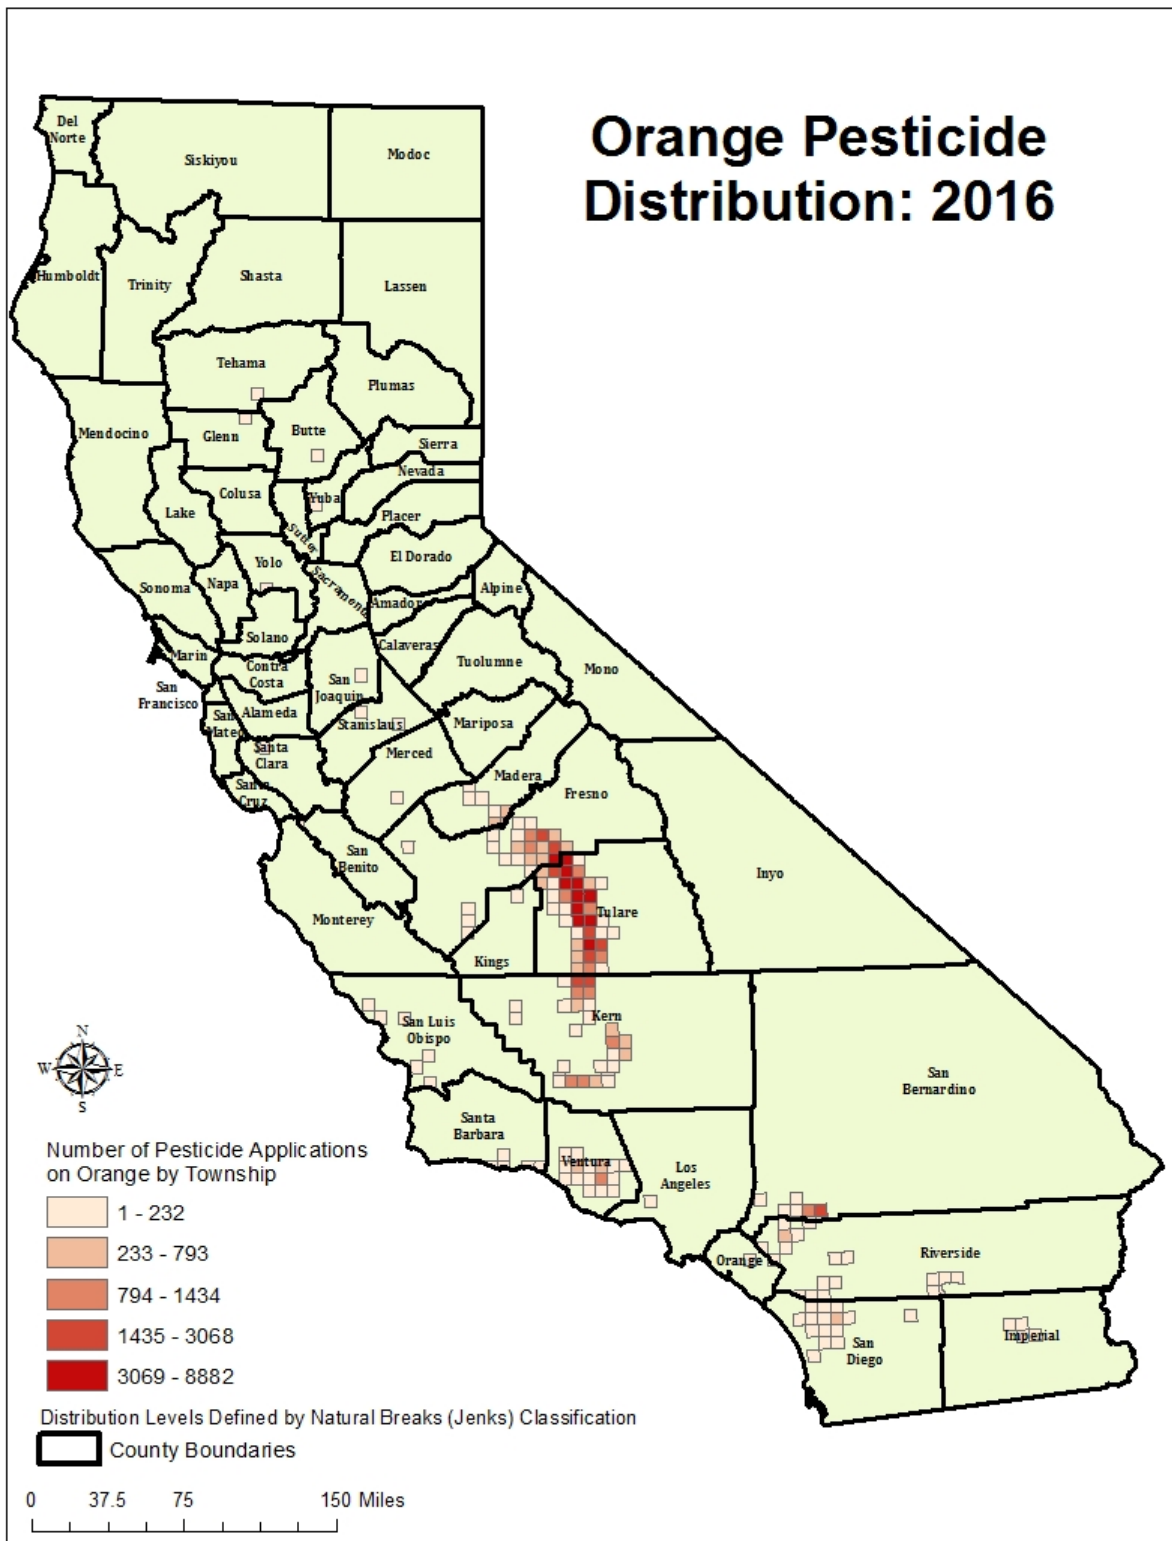 Orange Pesticide
Distribution: 2016
Del
Norte
Siskiyou
Modoc
Humboldt
Trinity
Shasta
Lassen
Tehama
Plumas
Mendocino
Glenn
Butte
Sierra
Nevada
Colusa
Yuba
Lake
Placer
Sutter
Yolo
El Dorado
Sonoma
Napa
Sacramento
Amador
Alpine
Solano
Calaveras
Marin
Contra
Costa
Tuolumne
Mono
San
Francisco
San
Joaquin
Alameda
San
Mateo
Stanislaus
Mariposa
Santa
Clara
Merced
Santa
Cruz
Madera
Fresno
San
Benito
Inyo
Monterey
Tulare
Kings
San Luis
Obispo
Kern
San
Bernardino
Santa
Barbara
Ventura
Los
Angeles
Orange
Riverside
San
Diego
Imperial
N
W
E
S
Number of Pesticide Applications
on Orange by Township
1 - 232
233 - 793
794 - 1434
1435 - 3068
3069 - 8882
Distribution Levels Defined by Natural Breaks (Jenks) Classification
County Boundaries
0 37.5 75 150 Miles